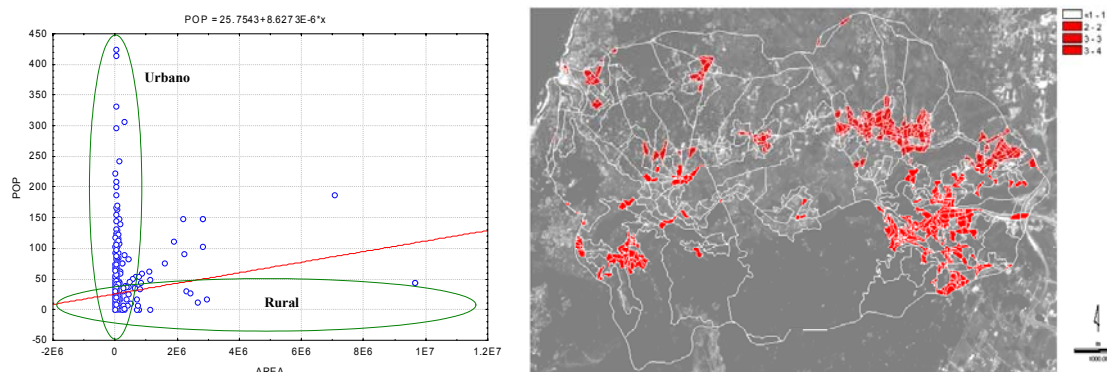 POP = 25.7543+8.6273E-6*x
450
400
350
300
250
200
150
100
50
0
-50
POP
Urbano
Rural
-2E6
0
2E6
4E6
6E6
8E6
1E7
1.2E7
AREA
<1 - 1
2 - 2
3 - 3
3 - 4
m